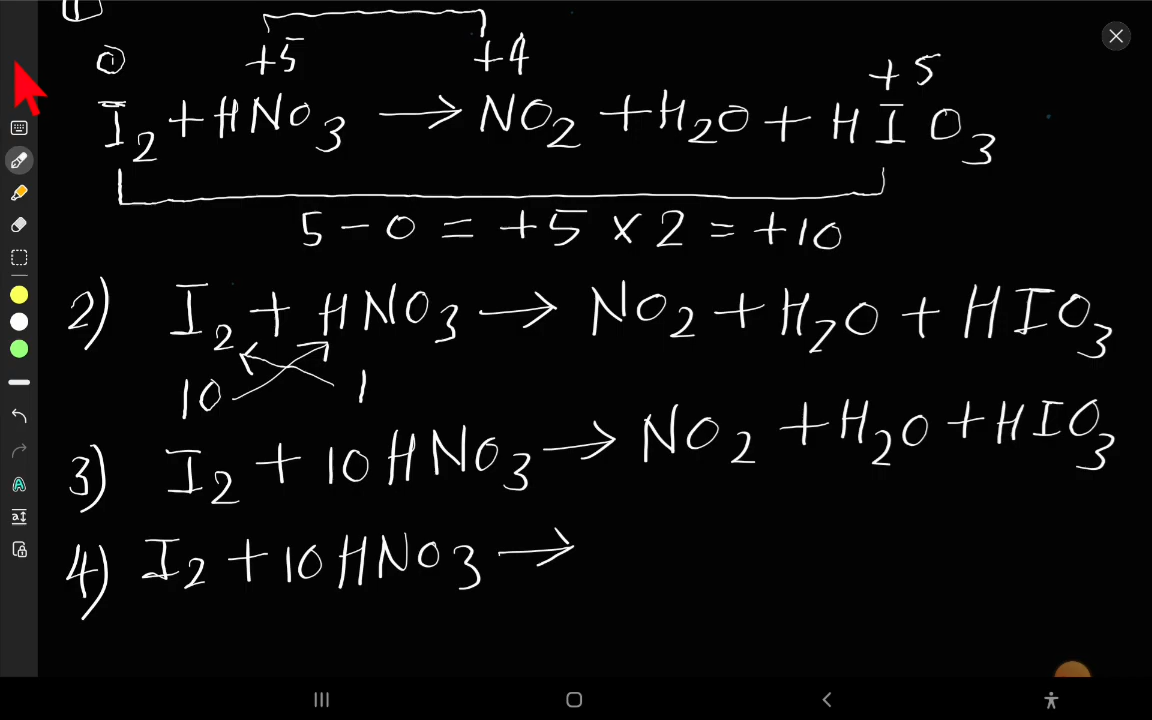 1
0 +5 +4 +5
I2 + HNO3 → NO2 + H2O + HIO3
5 - 0 = +5 × 2 = +10
2) I2 + HNO3 → NO2 + H2O + HIO3
10 1
3) I2 + 10HNO3 → NO2 + H2O + HIO3
4) I2 + 10HNO3 →